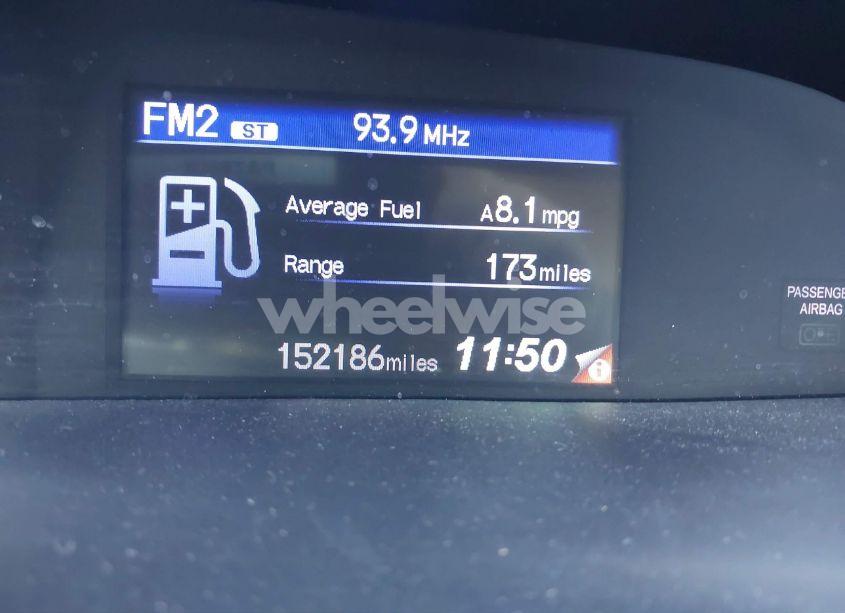 FM2 ST 93.9 MHz
Average Fuel A8.1 mpg
Range 173 miles
wheelwise
152186 miles 11:50
PASSENGE
AIRBAG